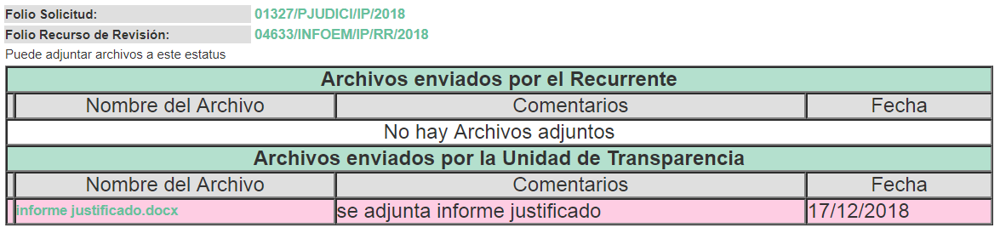 Folio Solicitud: 01327/PJUDICI/IP/2018
Folio Recurso de Revisión: 04633/INFOEM/IP/RR/2018
Puede adjuntar archivos a este estatus
Archivos enviados por el Recurrente
Nombre del Archivo Comentarios Fecha
No hay Archivos adjuntos
Archivos enviados por la Unidad de Transparencia
Nombre del Archivo Comentarios Fecha
informe justificado.docx se adjunta informe justificado 17/12/2018